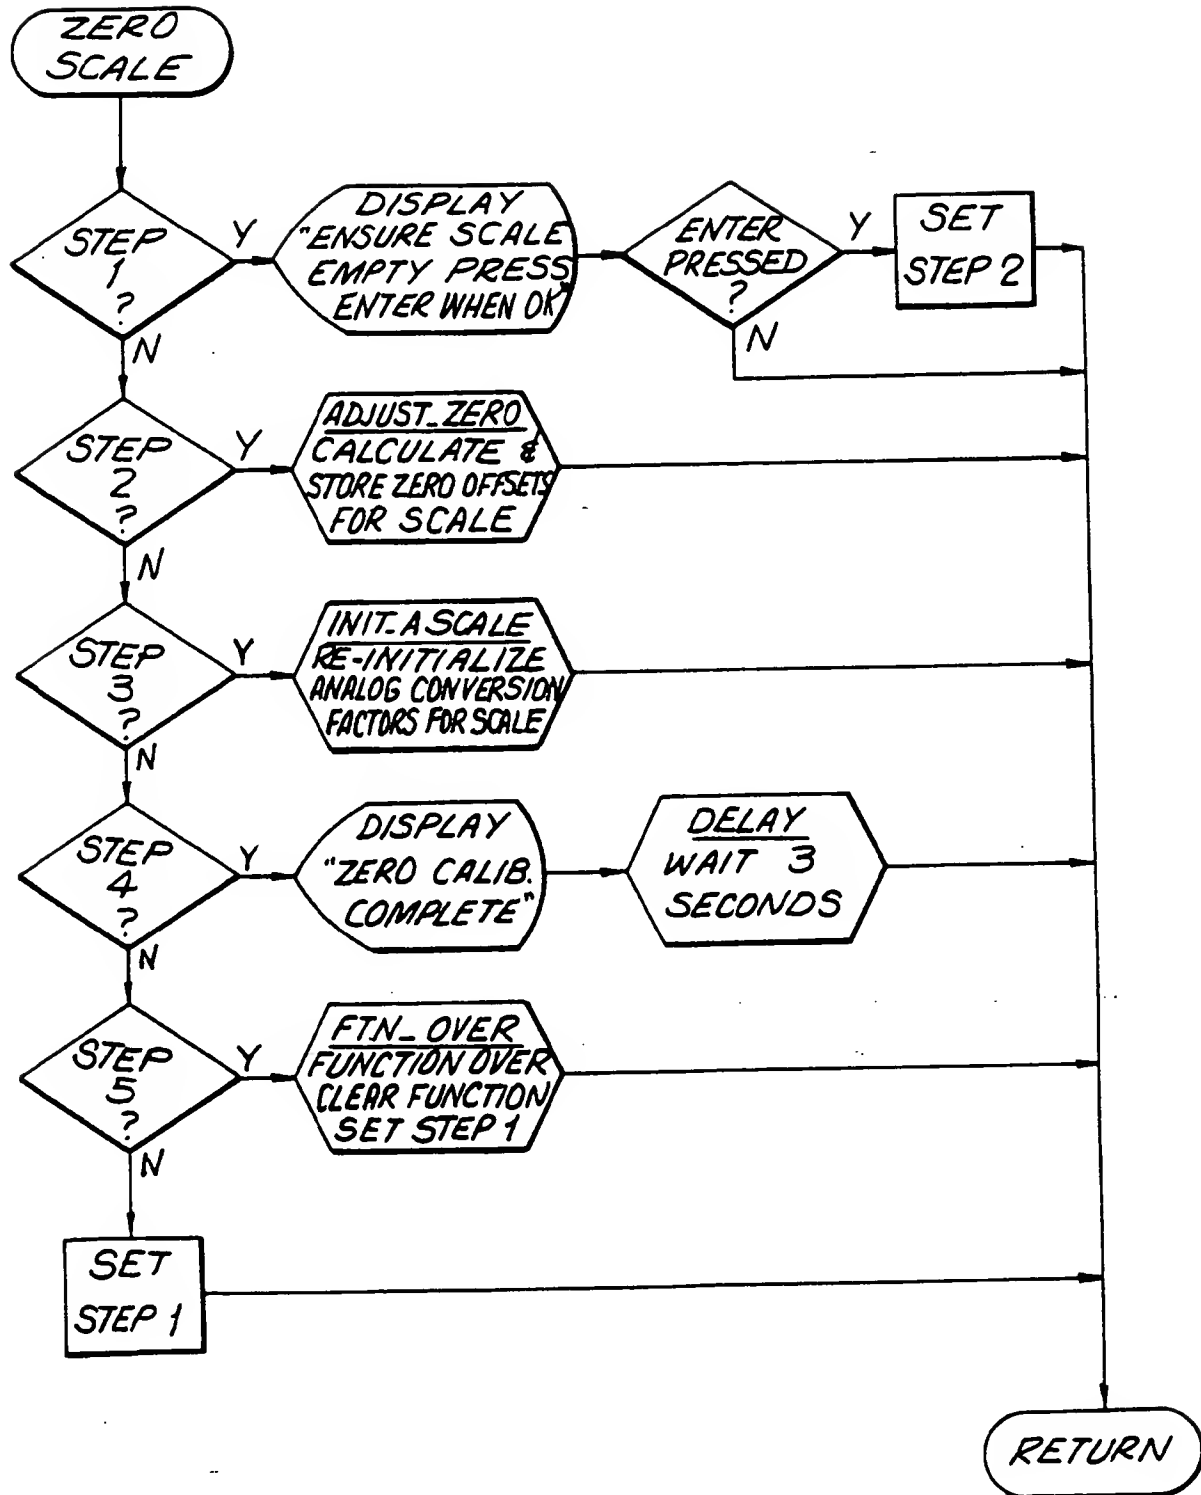 ZERO
SCALE
STEP
1
?
Y
DISPLAY
"ENSURE SCALE
EMPTY PRESS
ENTER WHEN OK"
ENTER
PRESSED
?
Y
SET
STEP 2
N
N
STEP
2
?
Y
ADJUST_ZERO
CALCULATE &
STORE ZERO OFFSETS
FOR SCALE
N
STEP
3
?
Y
INIT_A SCALE
RE-INITIALIZE
ANALOG CONVERSION
FACTORS FOR SCALE
N
STEP
4
?
Y
DISPLAY
"ZERO CALIB.
COMPLETE"
DELAY
WAIT 3
SECONDS
N
STEP
5
?
Y
FTN_OVER
FUNCTION OVER
CLEAR FUNCTION
SET STEP 1
N
SET
STEP 1
RETURN